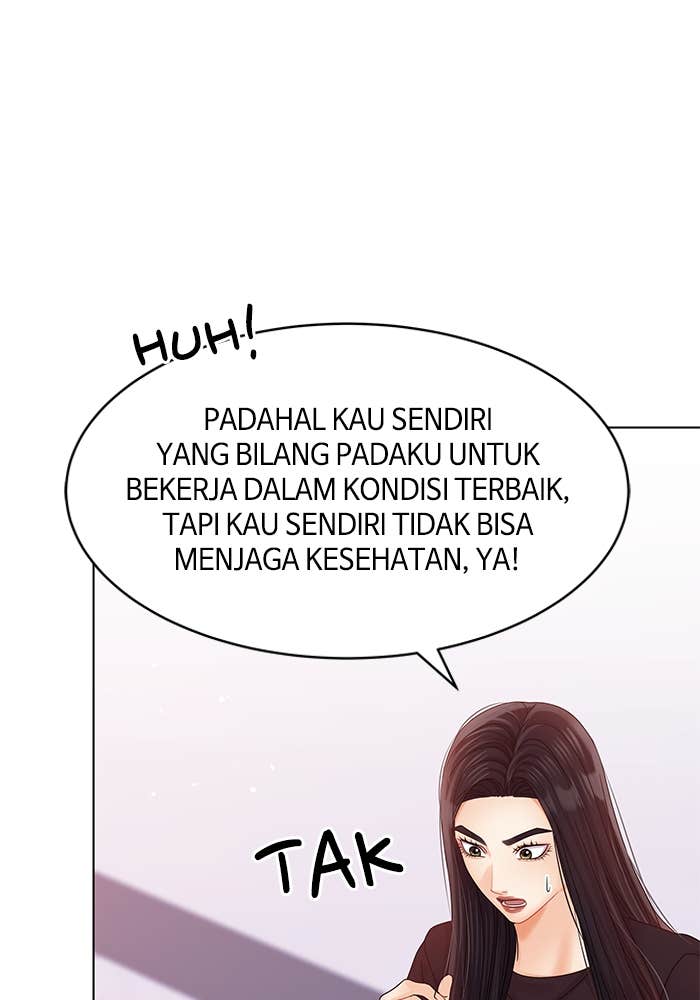 HUH!
PADAHAL KAU SENDIRI
YANG BILANG PADAKU UNTUK
BEKERJA DALAM KONDISI TERBAIK,
TAPI KAU SENDIRI TIDAK BISA
MENJAGA KESEHATAN, YA!
TAK